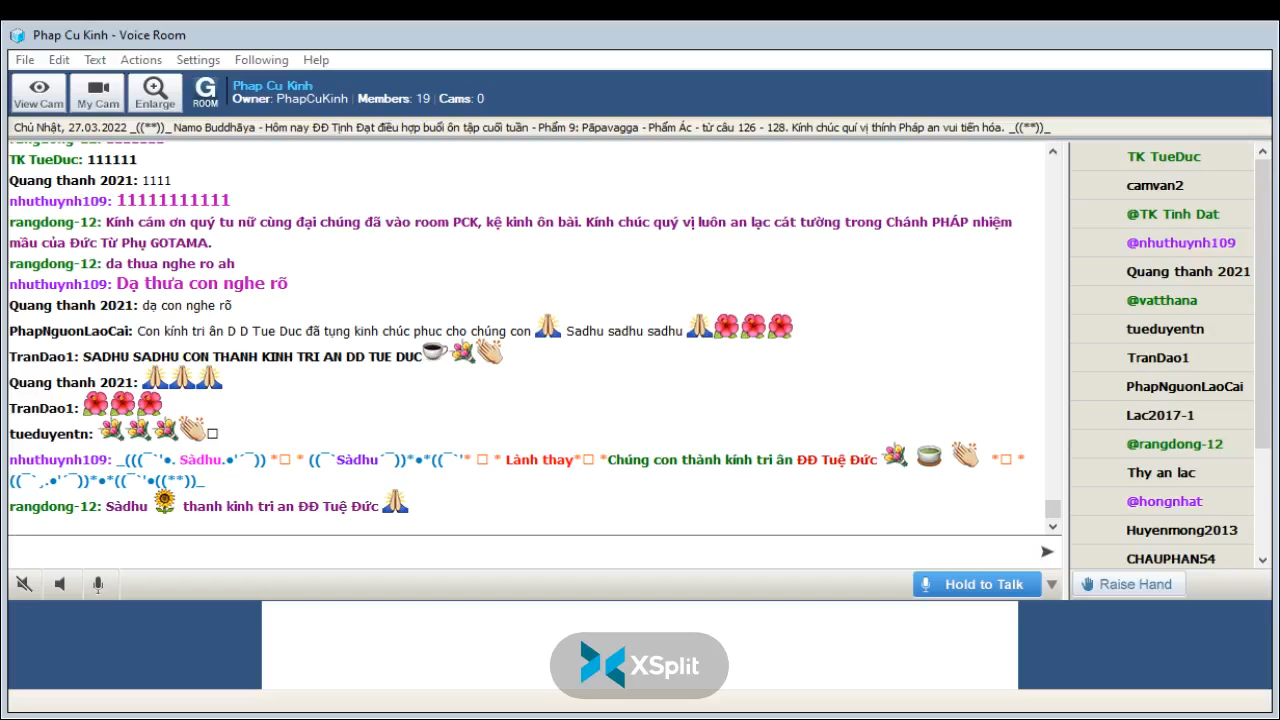 Phap Cu Kinh - Voice Room
File Edit Text Actions Settings Following Help
View Cam My Cam Enlarge G ROOM
Phap Cu Kinh
Owner: PhapCuKinh | Members: 19 | Cams: 0
Chủ Nhật, 27.03.2022 _((**))_ Namo Buddhāya - Hôm nay ĐĐ Tịnh Đạt điều hợp buổi ôn tập cuối tuần - Phẩm 9: Pāpavagga - Phẩm Ác - từ câu 126 - 128. Kính chúc quí vị thính Pháp an vui tiến hóa. _((**))_
TK TueDuc: 111111
Quang thanh 2021: 1111
nhuthuynh109: 11111111111
rangdong-12: Kính cám ơn quý tu nữ cùng đại chúng đã vào room PCK, kệ kinh ôn bài. Kính chúc quý vị luôn an lạc cát tường trong Chánh PHÁP nhiệm
mầu của Đức Từ Phụ GOTAMA.
rangdong-12: da thua nghe ro ah
nhuthuynh109: Dạ thưa con nghe rõ
Quang thanh 2021: dạ con nghe rõ
PhapNguonLaoCai: Con kính tri ân D D Tue Duc đã tụng kinh chúc phuc cho chúng con 🙏 Sadhu sadhu sadhu 🙏🌺🌺🌺
TranDao1: SADHU SADHU CON THANH KINH TRI AN DD TUE DUC☕💐👏
Quang thanh 2021: 🙏🙏🙏
TranDao1: 🌺🌺🌺
tueduyentn: 💐💐💐👏□
nhuthuynh109: _(((¯`'•. Sàdhu.•'´¯)) *□ * ((¯`Sàdhu´¯))*•*((¯`'* □ * Lành thay*□ *Chúng con thành kính tri ân ĐĐ Tuệ Đức 💐 🍵 👏 *□ *
((¯`¸.•'´¯))*•*((¯`'•((**))_
rangdong-12: Sàdhu 🌻 thanh kinh tri an ĐĐ Tuệ Đức 🙏
Hold to Talk
TK TueDuc
camvan2
@TK Tinh Dat
@nhuthuynh109
Quang thanh 2021
@vatthana
tueduyentn
TranDao1
PhapNguonLaoCai
Lac2017-1
@rangdong-12
Thy an lac
@hongnhat
Huyenmong2013
CHAUPHAN54
Raise Hand
XSplit